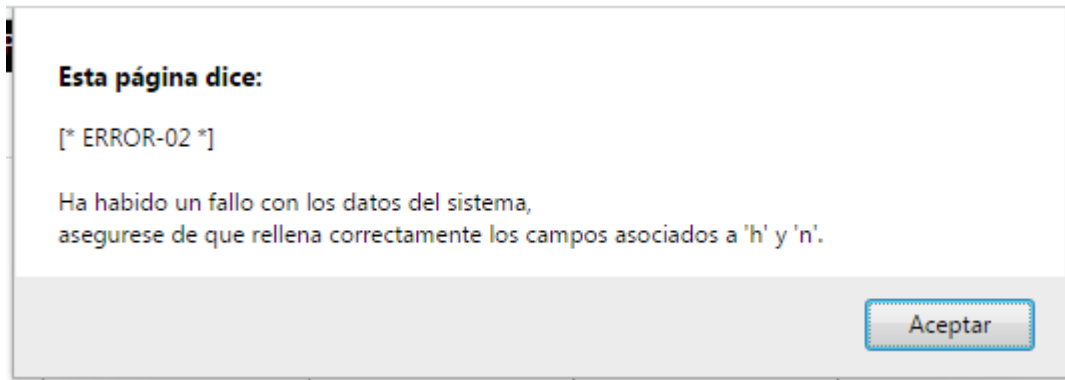 Esta página dice:
[* ERROR-02 *]
Ha habido un fallo con los datos del sistema,
asegurese de que rellena correctamente los campos asociados a 'h' y 'n'.
Aceptar